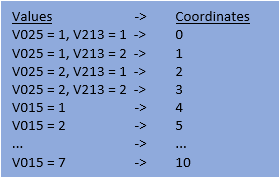 Values -> Coordinates
V025 = 1, V213 = 1 -> 0
V025 = 1, V213 = 2 -> 1
V025 = 2, V213 = 1 -> 2
V025 = 2, V213 = 2 -> 3
V015 = 1 -> 4
V015 = 2 -> 5
... -> ...
V015 = 7 -> 10